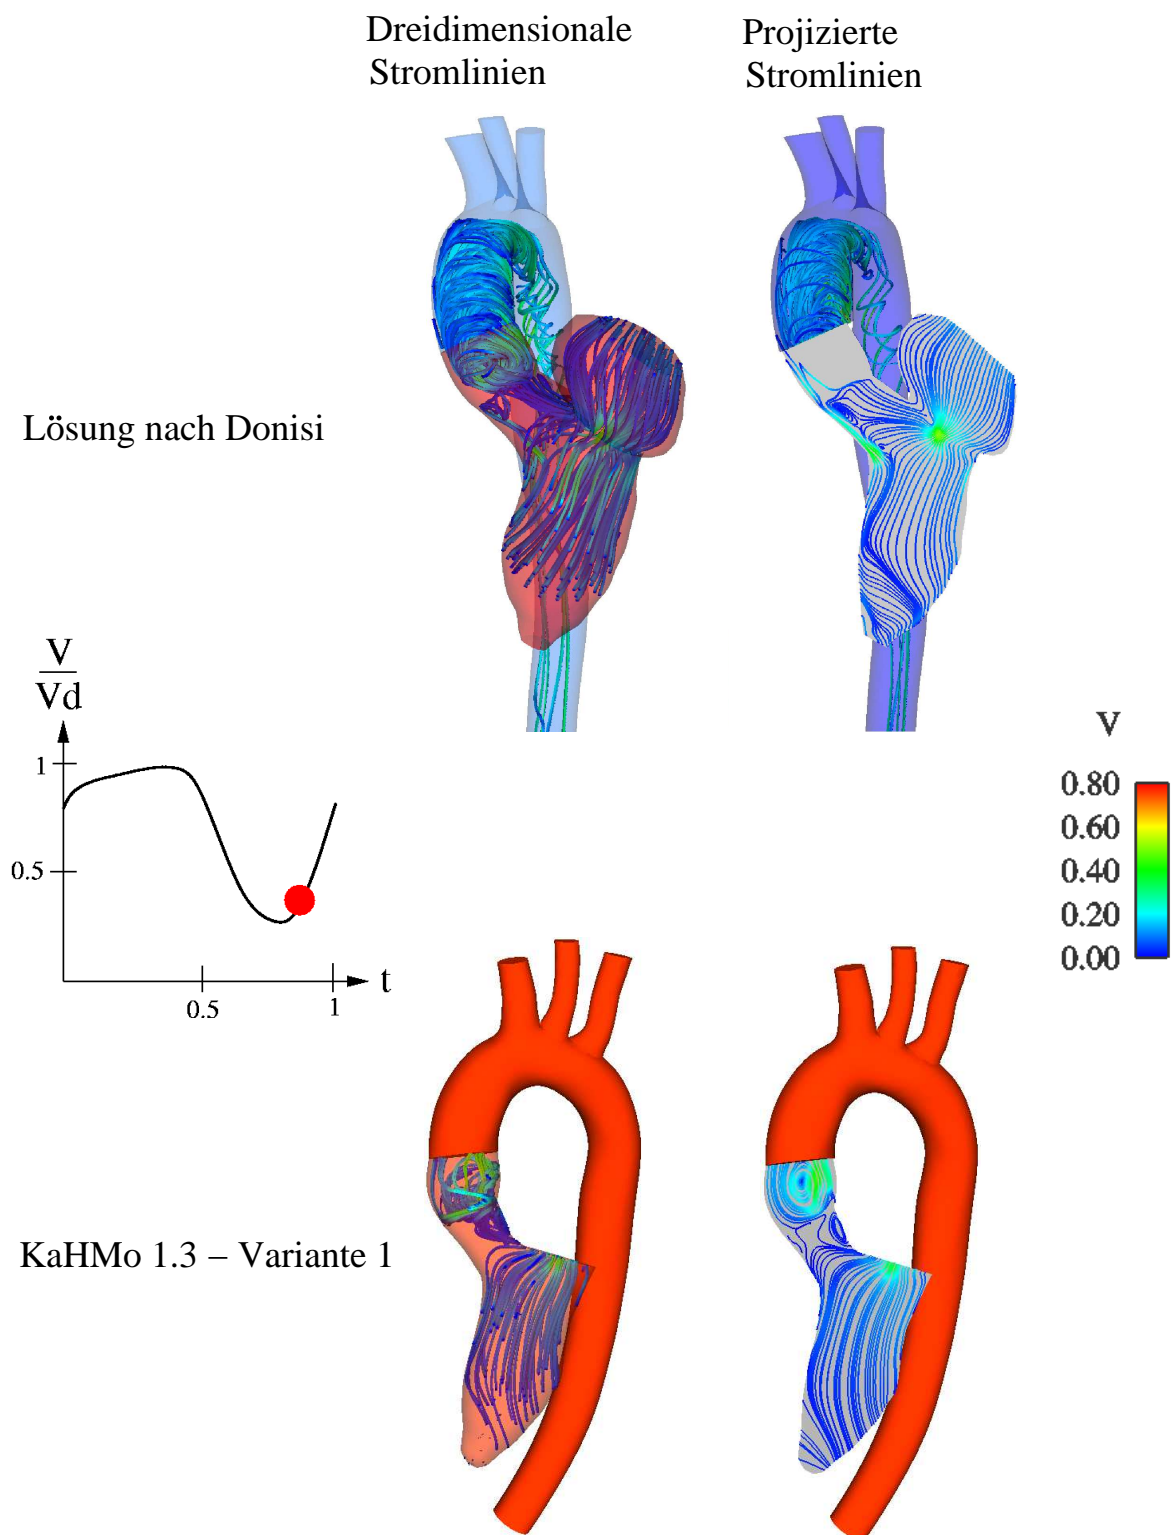 Dreidimensionale
Stromlinien
Projizierte
Stromlinien
Lösung nach Donisi
V
Vd
1
0.5
0.5
1
t
V
0.80
0.60
0.40
0.20
0.00
KaHMo 1.3 – Variante 1